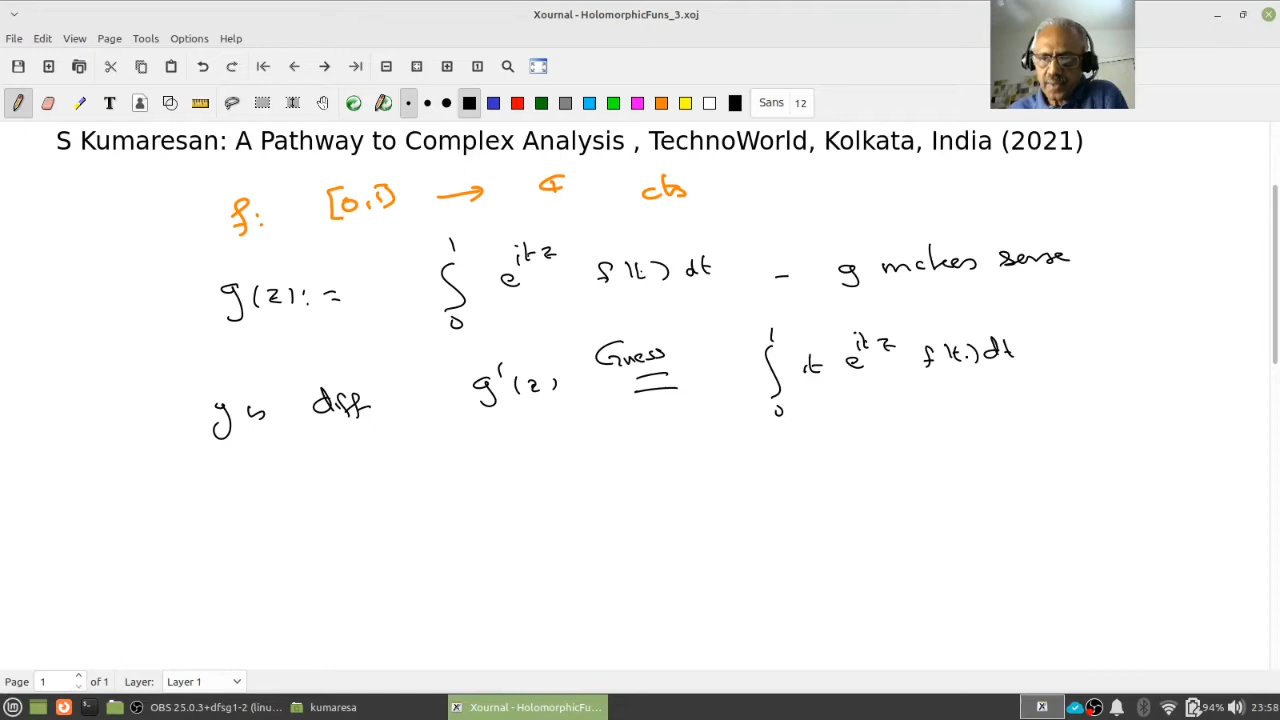 Xournal - HolomorphicFuns_3.xoj
File Edit View Page Tools Options Help
Sans 12
S Kumaresan: A Pathway to Complex Analysis , TechnoWorld, Kolkata, India (2021)
f: [0,1] → ℂ cts
g(z) := ∫₀¹ e^{itz} f(t) dt - g makes sense
g is diff g'(z) Guess = ∫₀¹ it e^{itz} f(t) dt
Page 1 of 1 Layer: Layer 1
OBS 25.0.3+dfsg1-2 (linu... kumaresa Xournal - HolomorphicFu... 94% 23:58